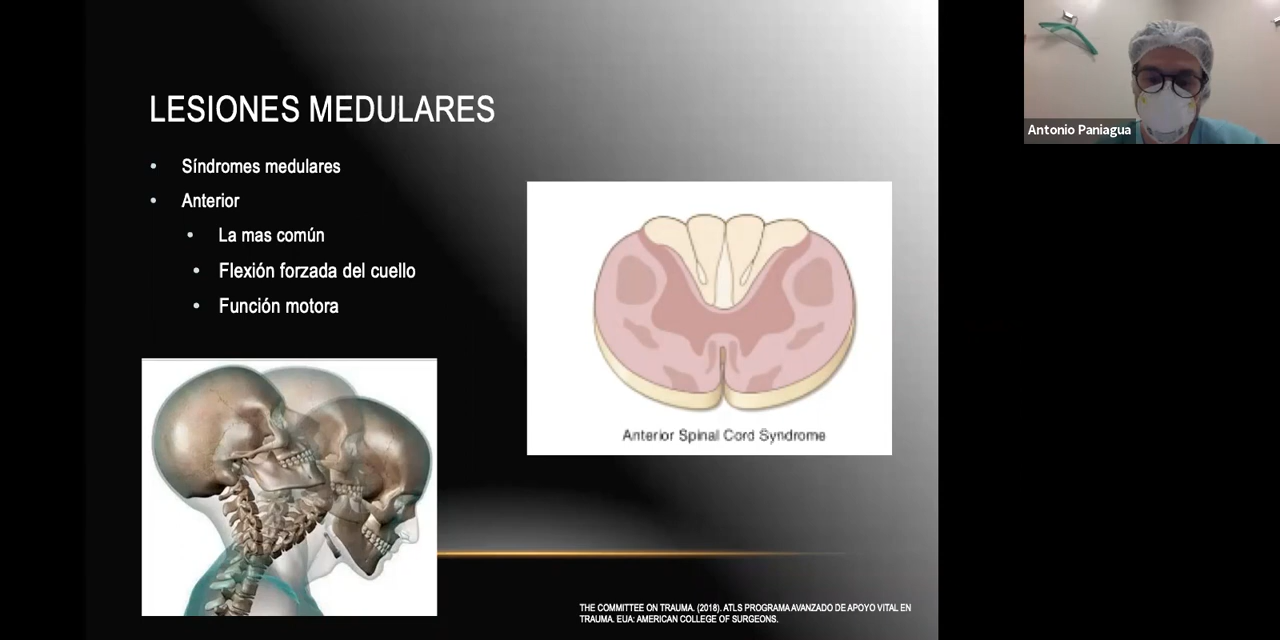 LESIONES MEDULARES
Síndromes medulares
Anterior
La mas común
Flexión forzada del cuello
Función motora
Anterior Spinal Cord Syndrome
THE COMMITTEE ON TRAUMA. (2018). ATLS PROGRAMA AVANZADO DE APOYO VITAL EN
TRAUMA. EUA: AMERICAN COLLEGE OF SURGEONS.
Antonio Paniagua